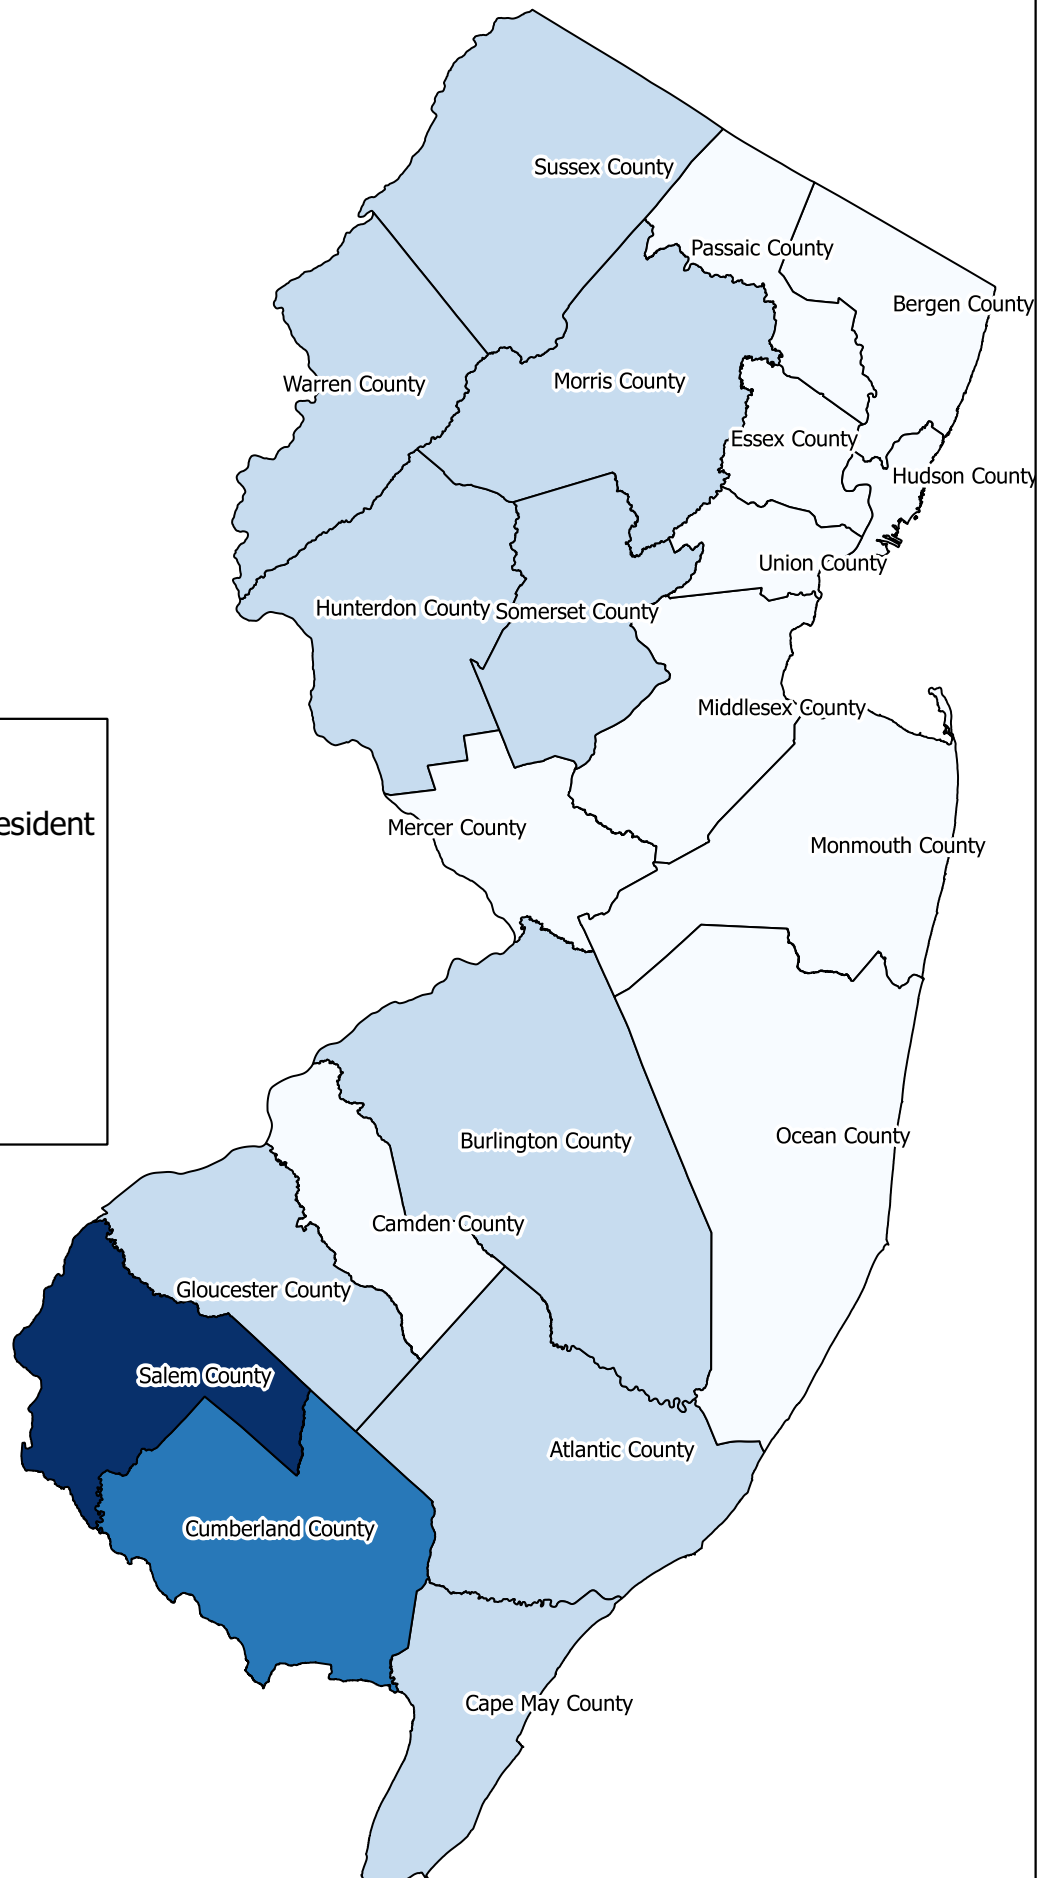 Sussex County
Passaic County
Bergen County
Warren County
Morris County
Essex County
Hudson County
Union County
Hunterdon County
Somerset County
Middlesex County
esident
Mercer County
Monmouth County
Ocean County
Burlington County
Camden County
Gloucester County
Salem County
Atlantic County
Cumberland County
Cape May County